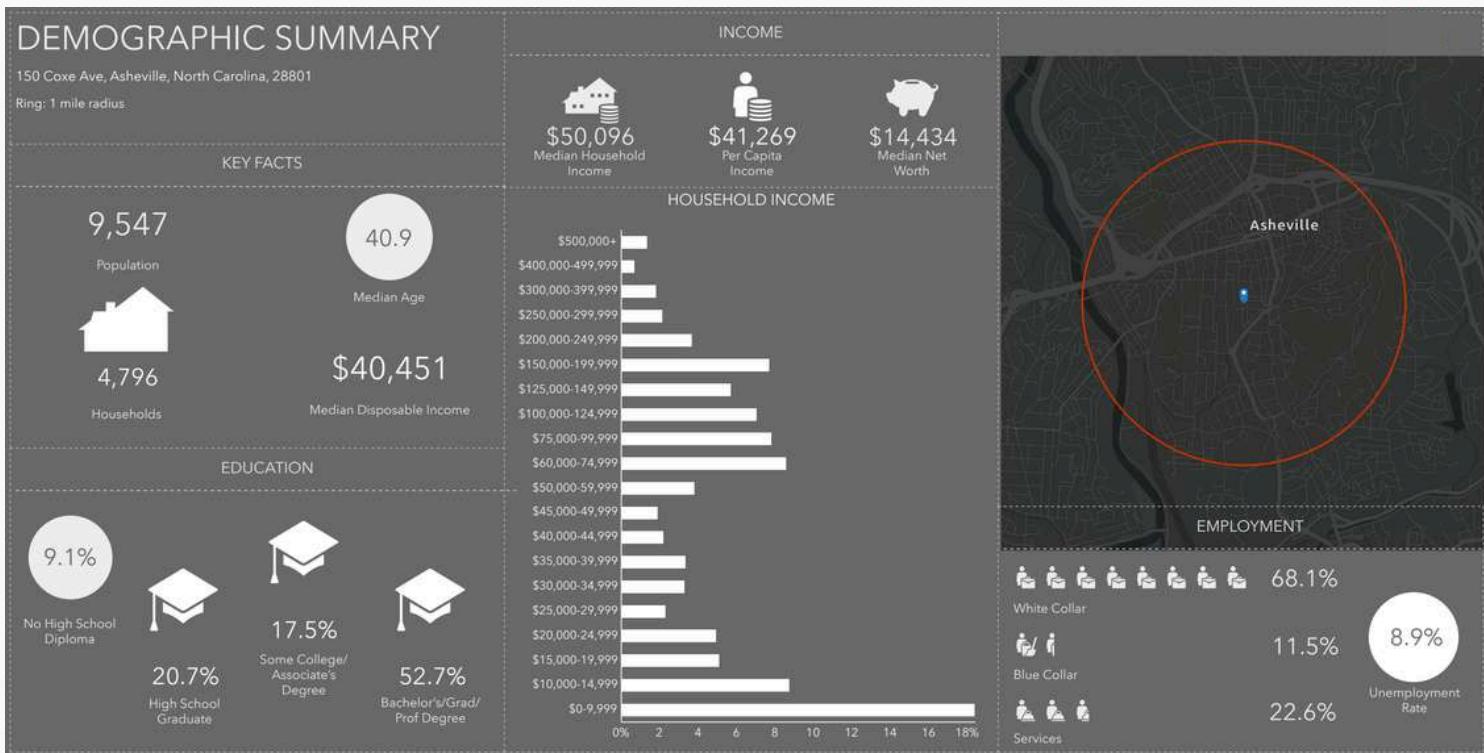 DEMOGRAPHIC SUMMARY
150 Coxe Ave, Asheville, North Carolina, 28801
Ring: 1 mile radius
KEY FACTS
9,547
Population
40.9
Median Age
4,796
Households
$40,451
Median Disposable Income
EDUCATION
9.1%
No High School
Diploma
20.7%
High School
Graduate
17.5%
Some College/
Associate's
Degree
52.7%
Bachelor's/Grad/
Prof Degree
INCOME
$50,096
Median Household
Income
$41,269
Per Capita
Income
$14,434
Median Net
Worth
HOUSEHOLD INCOME
$500,000+
$400,000-499,999
$300,000-399,999
$250,000-299,999
$200,000-249,999
$150,000-199,999
$125,000-149,999
$100,000-124,999
$75,000-99,999
$60,000-74,999
$50,000-59,999
$45,000-49,999
$40,000-44,999
$35,000-39,999
$30,000-34,999
$25,000-29,999
$20,000-24,999
$15,000-19,999
$10,000-14,999
$0-9,999
0% 2 4 6 8 10 12 14 16 18%
Asheville
EMPLOYMENT
68.1%
White Collar
11.5%
Blue Collar
22.6%
Services
8.9%
Unemployment
Rate